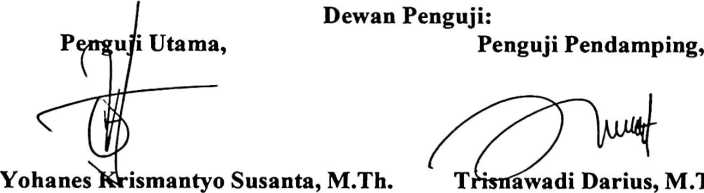 Dewan Penguji:
Penguji Utama, Penguji Pendamping,
Yohanes Krismantyo Susanta, M.Th. Trisnawadi Darius, M.T